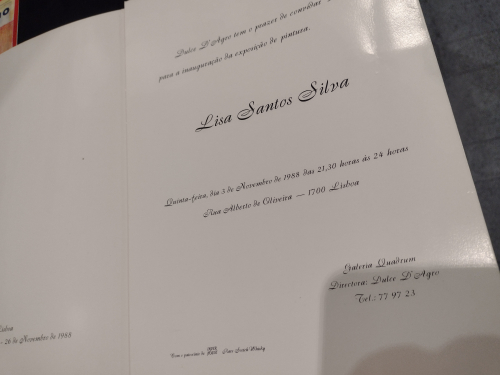 Dulce D'Agro tem o prazer de convidar
para a inauguração da exposição de pintura.
Lisa Santos Silva
Quinta-feira, dia 3 de Novembro de 1988 das 21,30 horas às 24 horas
Rua Alberto de Oliveira — 1700 Lisboa
Galeria Quadrum
Directora: Dulce D'Agro
Tel.: 77 97 23
Lisboa
- 26 de Novembro de 1988